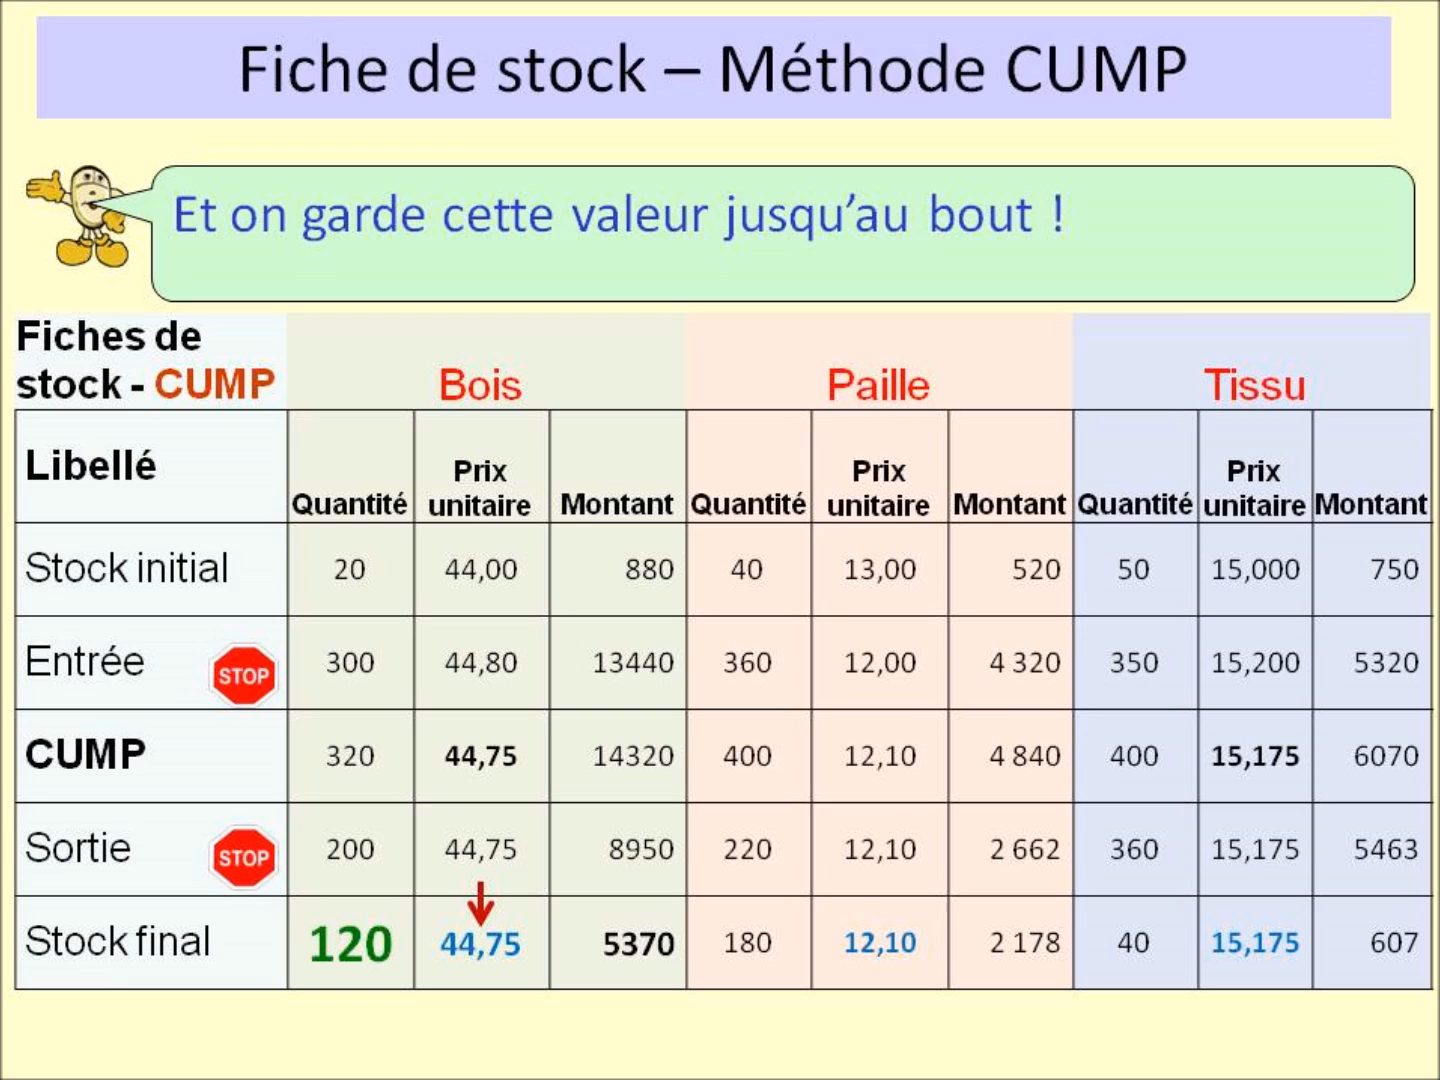 Fiche de stock – Méthode CUMP
Et on garde cette valeur jusqu’au bout !
Fiches de
stock - CUMP Bois Paille Tissu
Libellé Quantité Prix unitaire Montant Quantité Prix unitaire Montant Quantité Prix unitaire Montant
Stock initial 20 44,00 880 40 13,00 520 50 15,000 750
Entrée STOP 300 44,80 13440 360 12,00 4 320 350 15,200 5320
CUMP 320 44,75 14320 400 12,10 4 840 400 15,175 6070
Sortie STOP 200 44,75 8950 220 12,10 2 662 360 15,175 5463
Stock final 120 44,75 5370 180 12,10 2 178 40 15,175 607